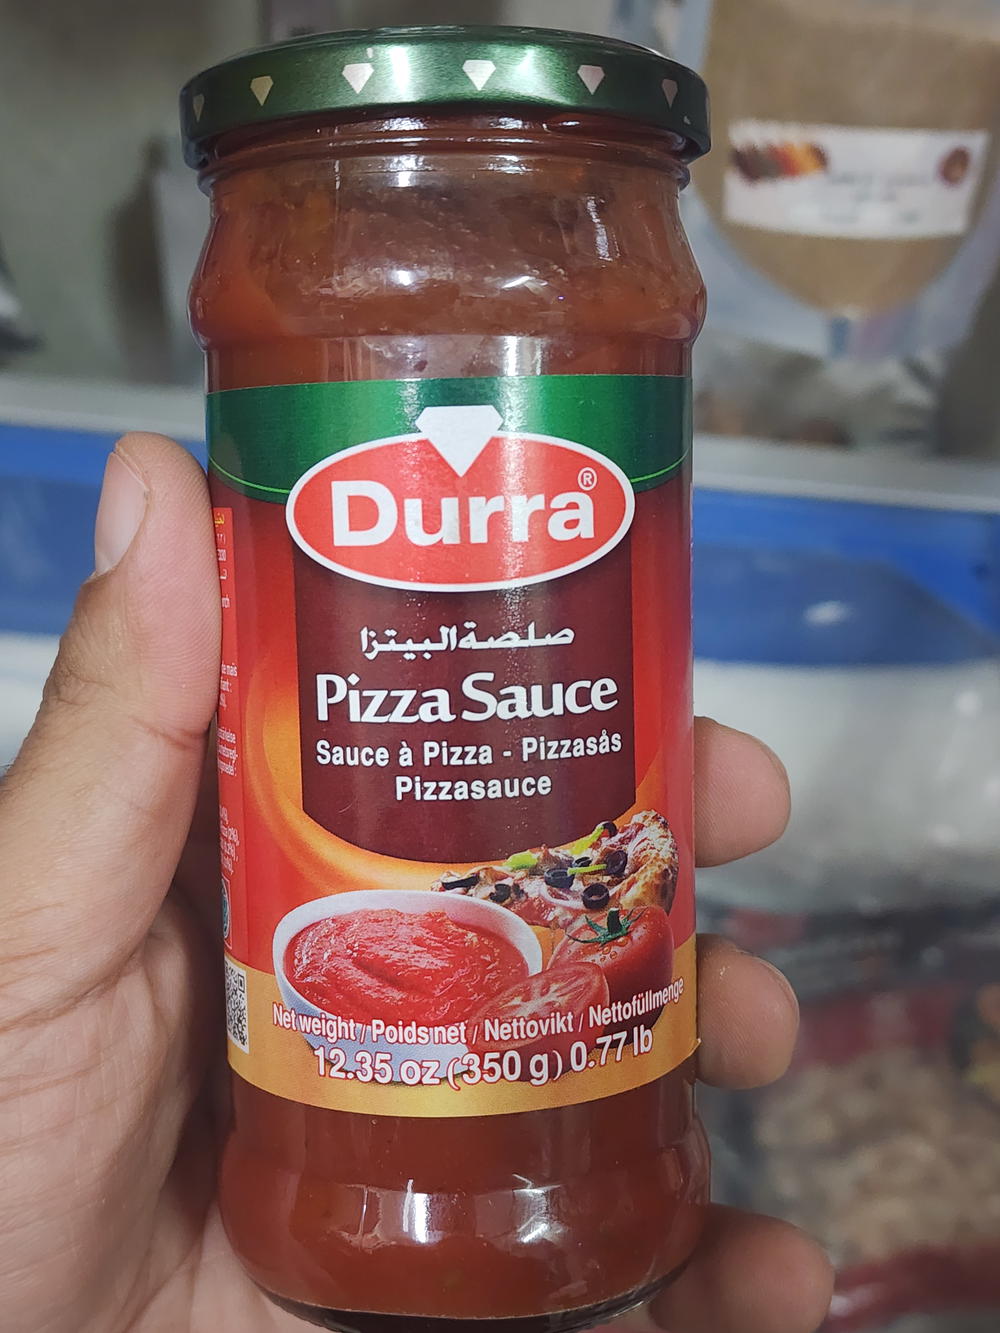 Durra®
صلصة البيتزا
Pizza Sauce
Sauce à Pizza - Pizzasås
Pizzasauce
Net weight / Poids net / Nettovikt / Nettofüllmenge
12.35 oz (350 g) 0.77 lb